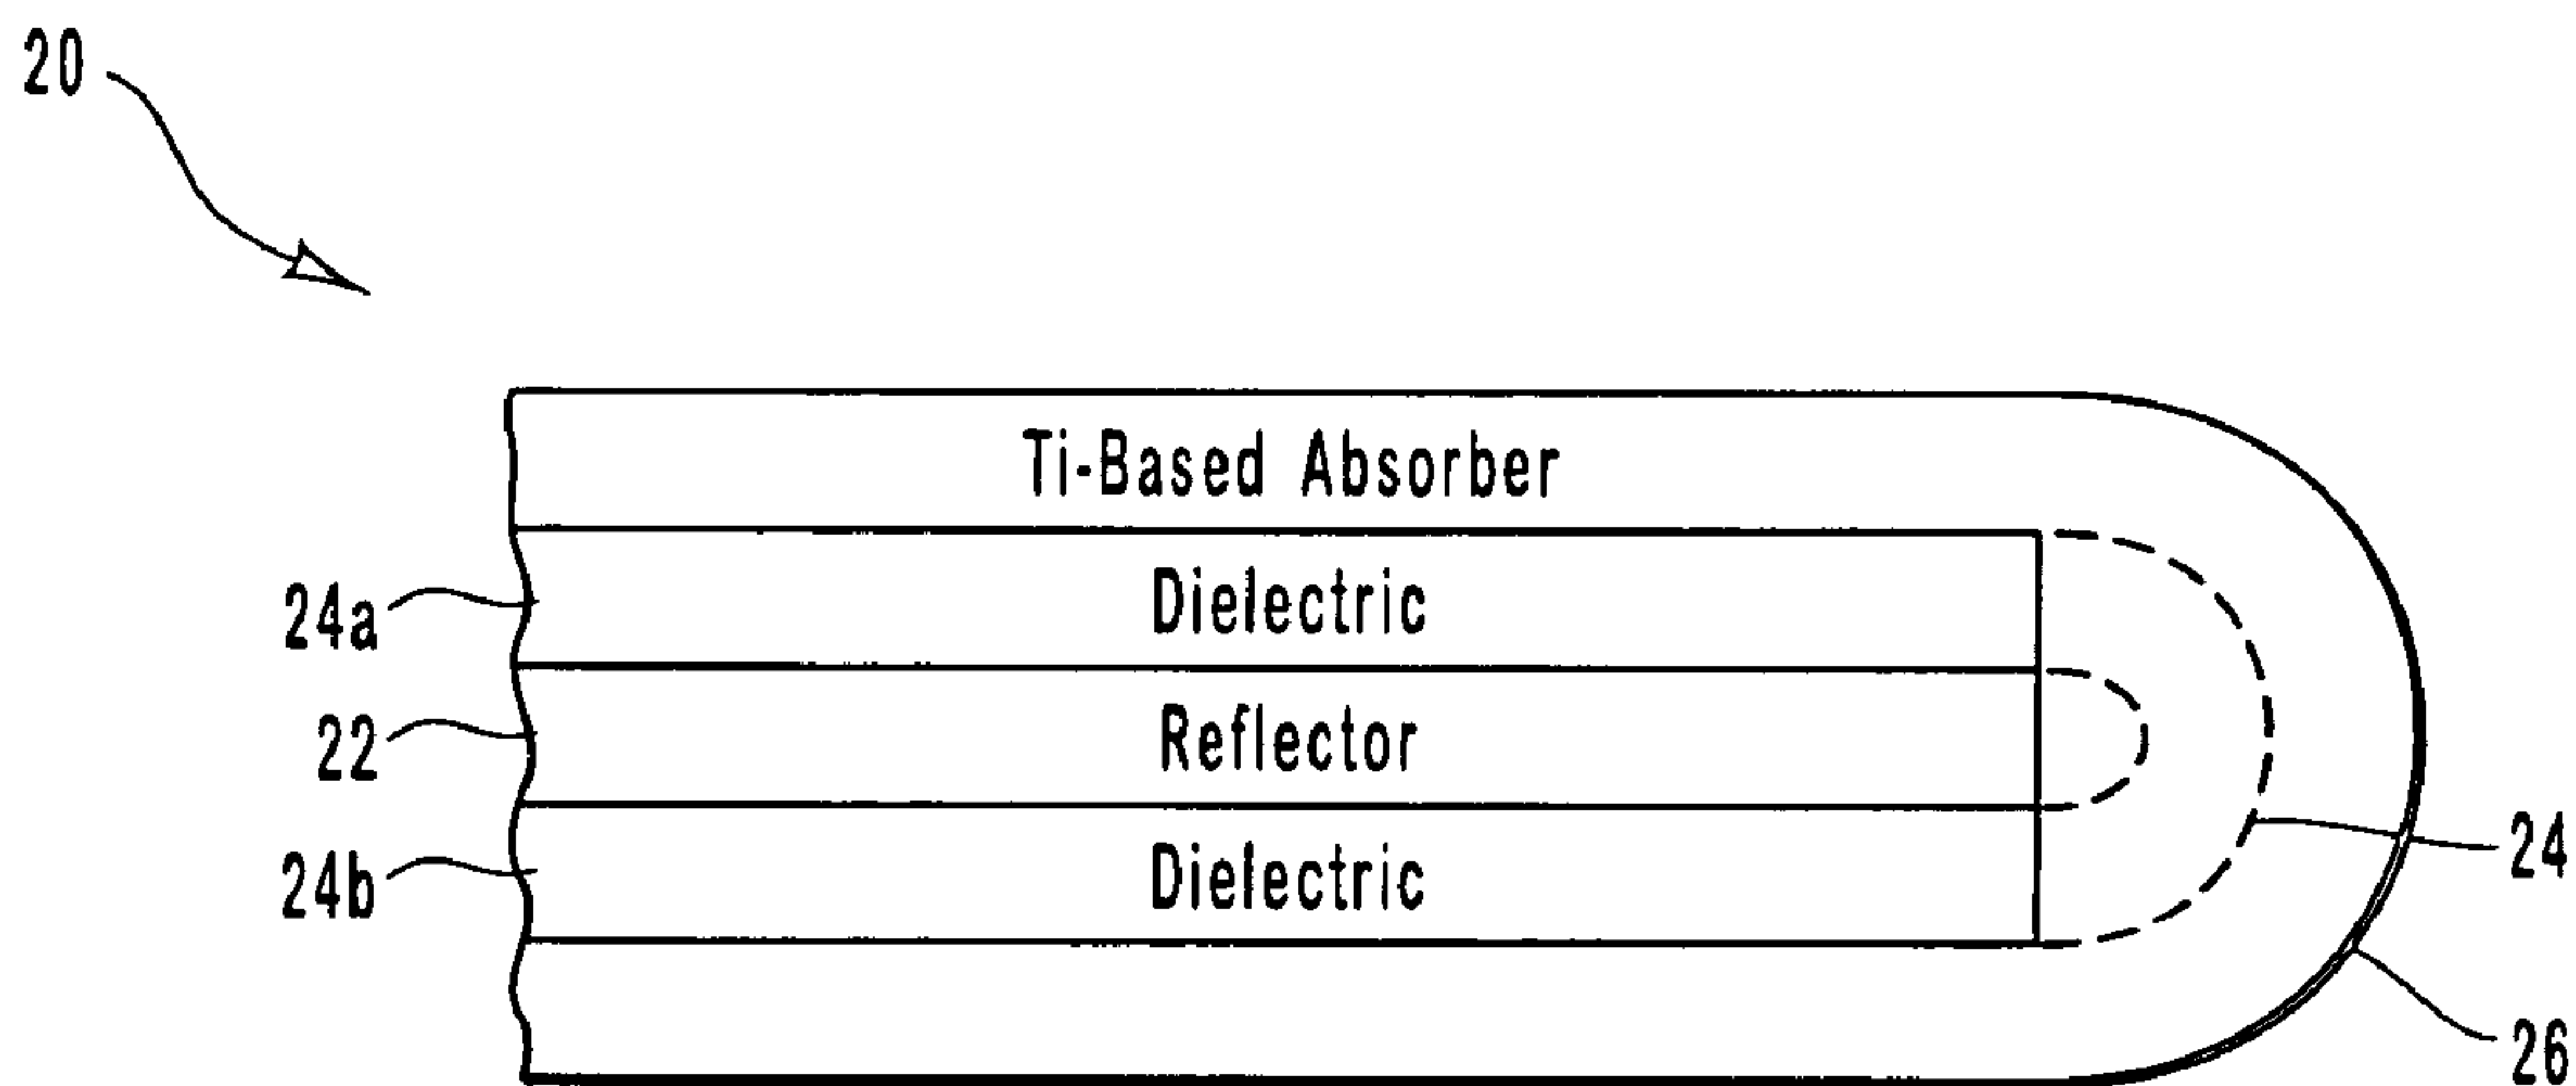 20
Ti-Based Absorber
24a
Dielectric
22
Reflector
24b
Dielectric
24
26